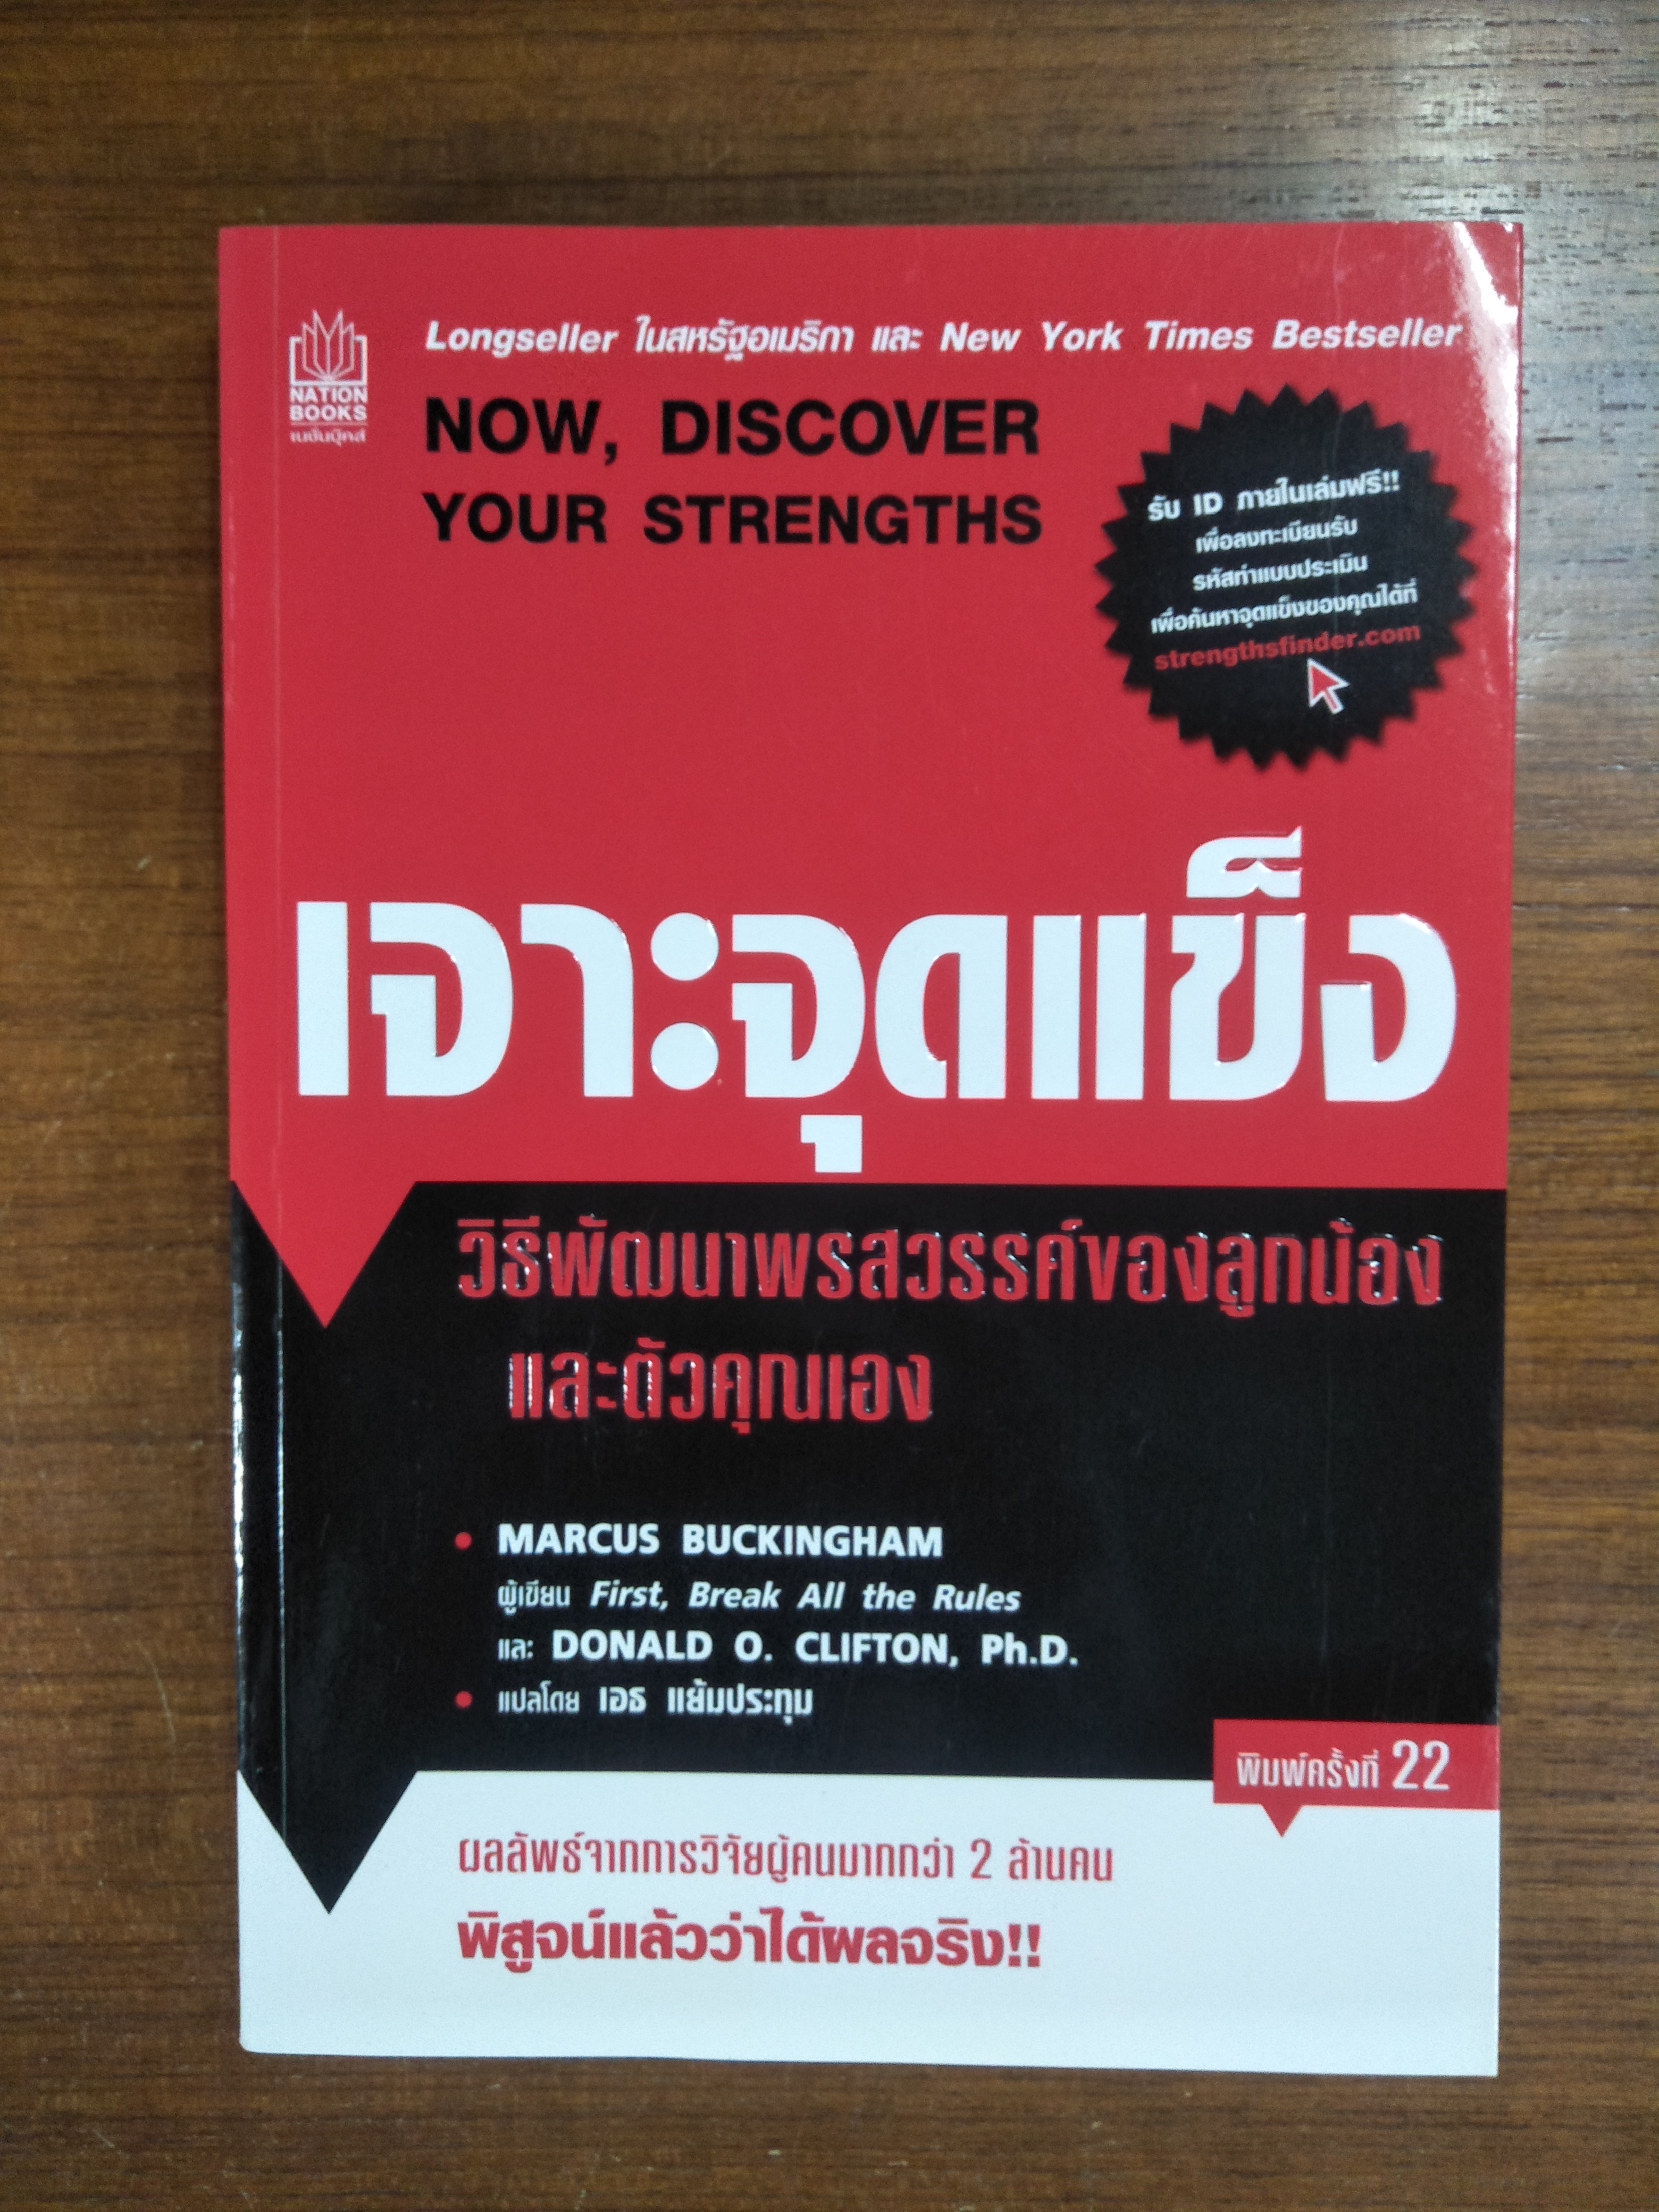 Longseller ในสหรัฐอเมริกา และ New York Times Bestseller
NATION
BOOKS
เนชั่นบุ๊คส์
NOW, DISCOVER
YOUR STRENGTHS
รับ ID ภายในเล่มฟรี!!
เพื่อลงทะเบียนรับ
รหัสทำแบบประเมิน
เพื่อค้นหาจุดแข็งของคุณได้ที่
strengthsfinder.com
เจาะจุดแข็ง
วิธีพัฒนาพรสวรรค์ของลูกน้อง
และตัวคุณเอง
• MARCUS BUCKINGHAM
ผู้เขียน First, Break All the Rules
และ DONALD O. CLIFTON, Ph.D.
• แปลโดย เอธ แย้มประทุม
พิมพ์ครั้งที่ 22
ผลลัพธ์จากการวิจัยผู้คนมากกว่า 2 ล้านคน
พิสูจน์แล้วว่าได้ผลจริง!!